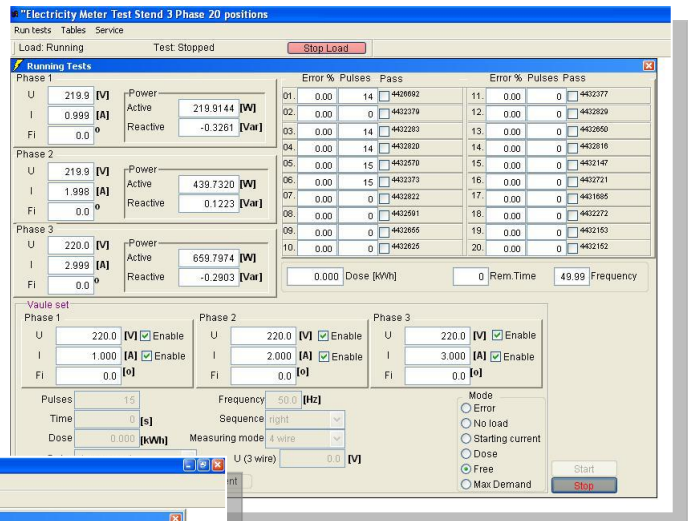 "Electricity Meter Test Stend 3 Phase 20 positions
Run tests Tables Service
Load: Running Test: Stopped Stop Load
Running Tests
Phase 1
U 219.9 [V]
I 0.999 [A]
Fi 0.0 o
Power
Active 219.9144 [W]
Reactive -0.3261 [Var]
Phase 2
U 219.9 [V]
I 1.998 [A]
Fi 0.0 o
Power
Active 439.7320 [W]
Reactive 0.1223 [Var]
Phase 3
U 220.0 [V]
I 2.999 [A]
Fi 0.0 o
Power
Active 659.7974 [W]
Reactive -0.2903 [Var]
Error % Pulses Pass
01. 0.00 14 4426692
02. 0.00 0 4432379
03. 0.00 14 4432283
04. 0.00 14 4432820
05. 0.00 15 4432570
06. 0.00 15 4432373
07. 0.00 0 4432822
08. 0.00 0 4432591
09. 0.00 0 4432655
10. 0.00 0 4432625
Error % Pulses Pass
11. 0.00 0 4432377
12. 0.00 0 4432829
13. 0.00 0 4432650
14. 0.00 0 4432816
15. 0.00 0 4432147
16. 0.00 0 4432721
17. 0.00 0 4431685
18. 0.00 0 4432272
19. 0.00 0 4432153
20. 0.00 0 4432152
0.000 Dose [kWh] 0 Rem.Time 49.99 Frequency
Vaule set
Phase 1
U 220.0 [V] Enable
I 1.000 [A] Enable
Fi 0.0 [o]
Phase 2
U 220.0 [V] Enable
I 2.000 [A] Enable
Fi 0.0 [o]
Phase 3
U 220.0 [V] Enable
I 3.000 [A] Enable
Fi 0.0 [o]
Pulses 15
Time 0 [s]
Dose 0.000 [kWh]
Frequency 50.0 [Hz]
Sequence right
Measuring mode 4 wire
U (3 wire) 0.0 [V]
Mode
Error
No load
Starting current
Dose
Free
Max Demand
Start
Stop